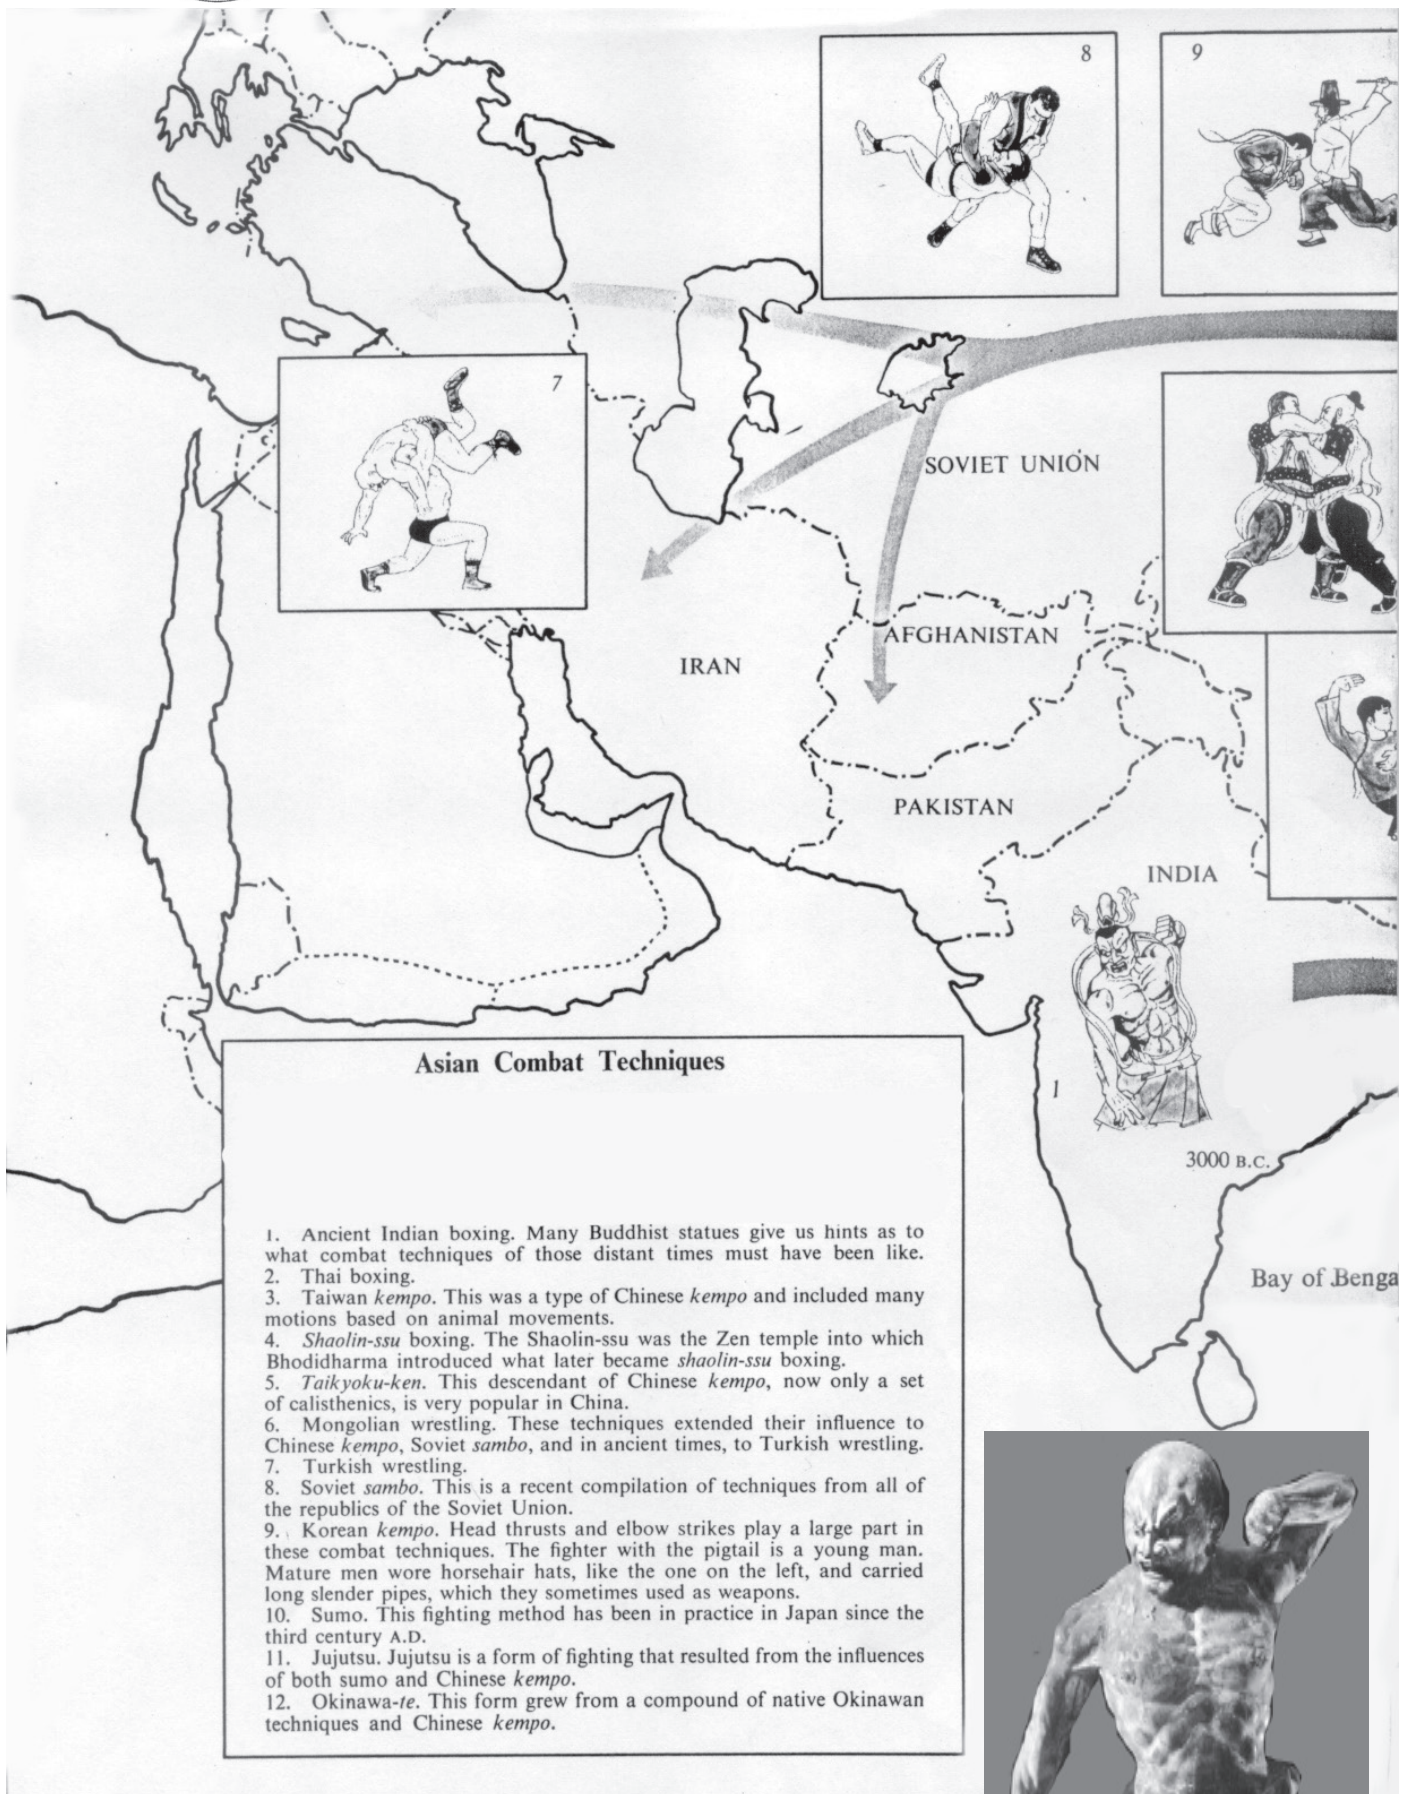 8
9
7
SOVIET UNION
AFGHANISTAN
IRAN
PAKISTAN
INDIA
1
3000 B.C.
Bay of Benga
Asian Combat Techniques
1. Ancient Indian boxing. Many Buddhist statues give us hints as to
what combat techniques of those distant times must have been like.
2. Thai boxing.
3. Taiwan kempo. This was a type of Chinese kempo and included many
motions based on animal movements.
4. Shaolin-ssu boxing. The Shaolin-ssu was the Zen temple into which
Bhodidharma introduced what later became shaolin-ssu boxing.
5. Taikyoku-ken. This descendant of Chinese kempo, now only a set
of calisthenics, is very popular in China.
6. Mongolian wrestling. These techniques extended their influence to
Chinese kempo, Soviet sambo, and in ancient times, to Turkish wrestling.
7. Turkish wrestling.
8. Soviet sambo. This is a recent compilation of techniques from all of
the republics of the Soviet Union.
9. Korean kempo. Head thrusts and elbow strikes play a large part in
these combat techniques. The fighter with the pigtail is a young man.
Mature men wore horsehair hats, like the one on the left, and carried
long slender pipes, which they sometimes used as weapons.
10. Sumo. This fighting method has been in practice in Japan since the
third century A.D.
11. Jujutsu. Jujutsu is a form of fighting that resulted from the influences
of both sumo and Chinese kempo.
12. Okinawa-te. This form grew from a compound of native Okinawan
techniques and Chinese kempo.